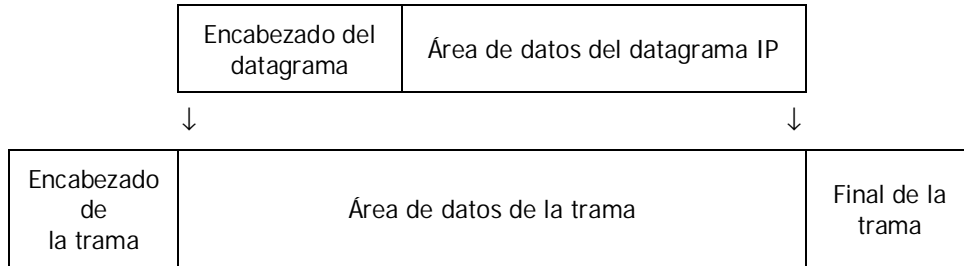 Encabezado del
datagrama
Área de datos del datagrama IP
↓ ↓
Encabezado
de
la trama
Área de datos de la trama
Final de la
trama